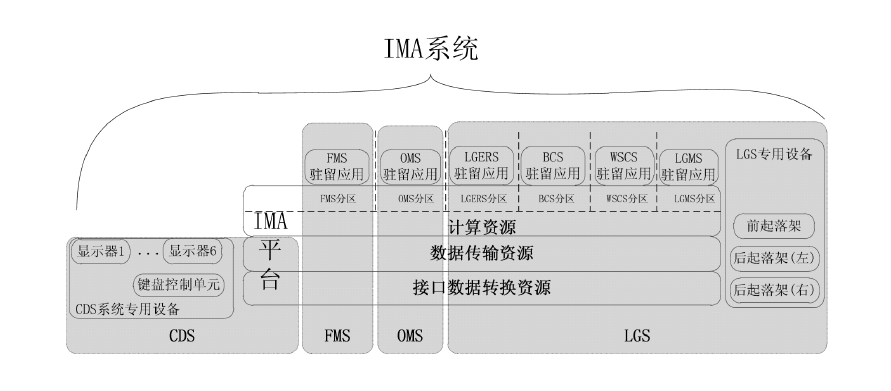 IMA系统
FMS
驻留应用
OMS
驻留应用
LGERS
驻留应用
BCS
驻留应用
WSCS
驻留应用
LGMS
驻留应用
LGS专用设备
FMS分区
OMS分区
LGERS分区
BCS分区
WSCS分区
LGMS分区
IMA
平
台
计算资源
数据传输资源
接口数据转换资源
前起落架
后起落架(左)
后起落架(右)
显示器1
...
显示器6
键盘控制单元
CDS系统专用设备
CDS
FMS
OMS
LGS